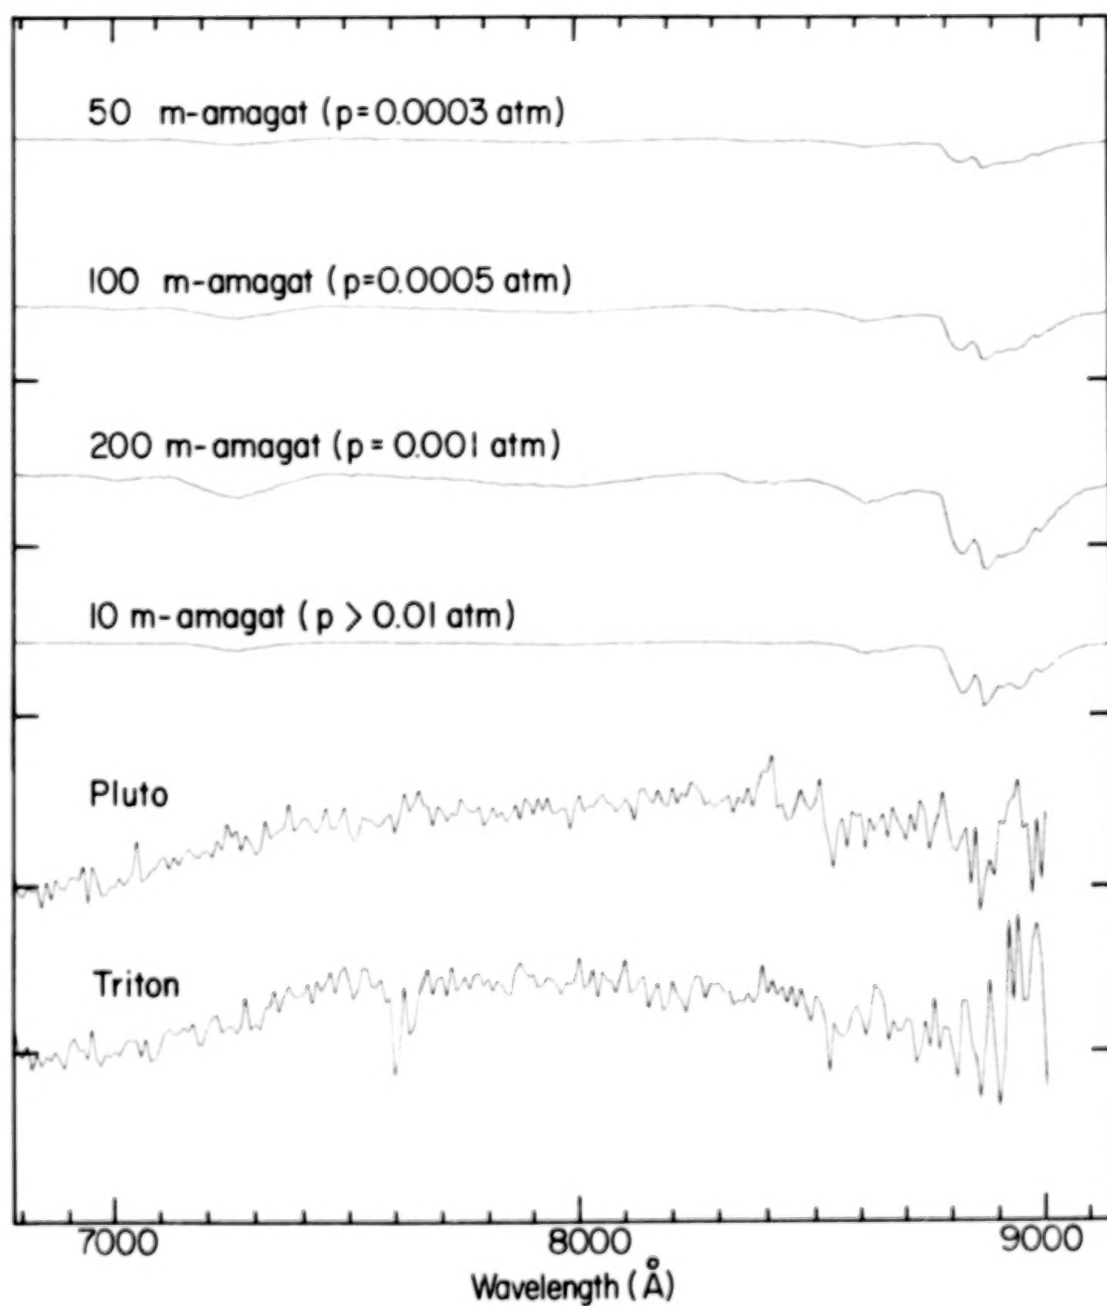 50 m-amagat (p=0.0003 atm)
100 m-amagat (p=0.0005 atm)
200 m-amagat (p = 0.001 atm)
10 m-amagat (p > 0.01 atm)
Pluto
Triton
7000 8000 9000
Wavelength (Å)